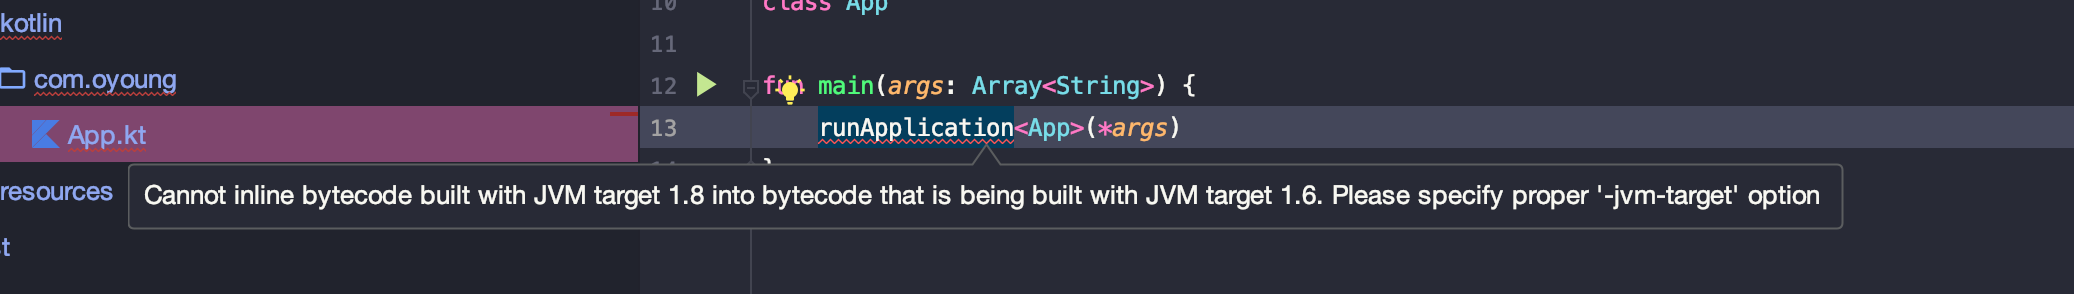 10 class App
kotlin
11
com.oyoung
12 fun main(args: Array<String>) {
App.kt
13 runApplication<App>(*args)
resources
Cannot inline bytecode built with JVM target 1.8 into bytecode that is being built with JVM target 1.6. Please specify proper '-jvm-target' option
t